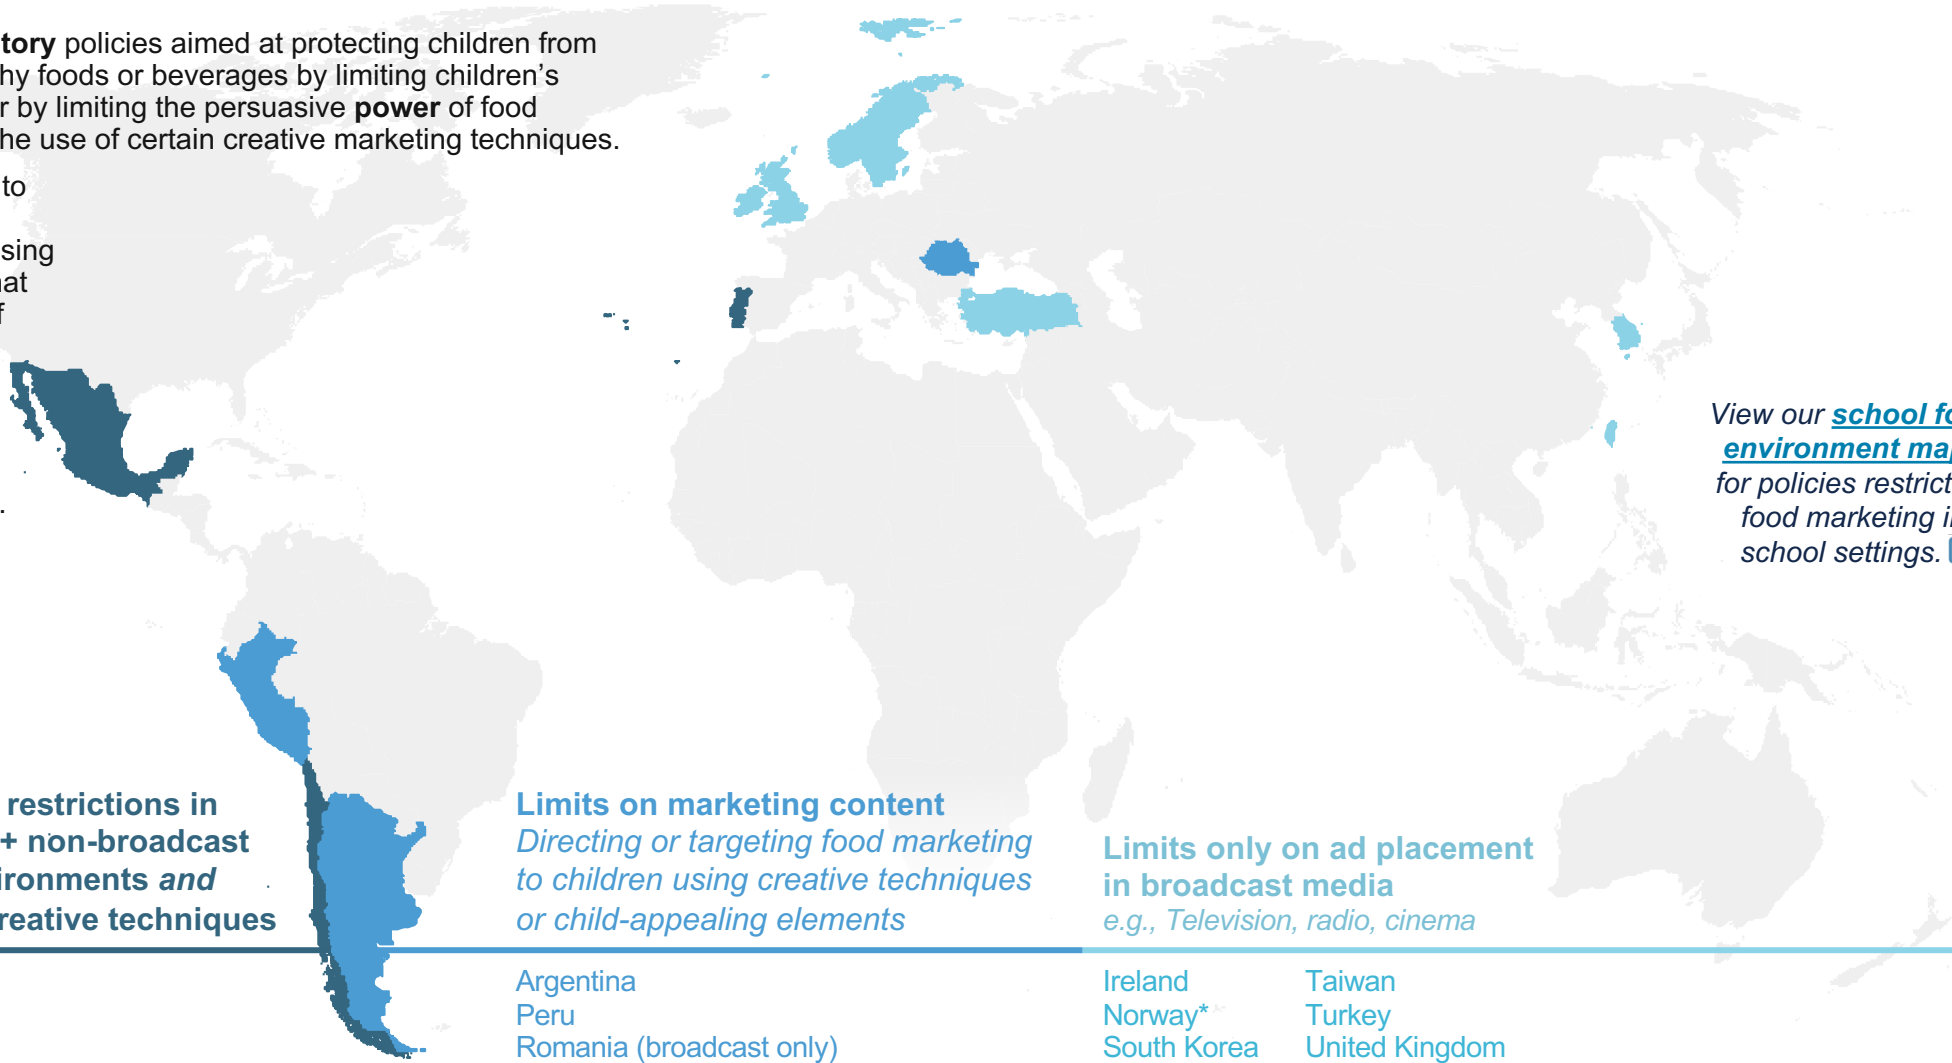 tory policies aimed at protecting children from
hy foods or beverages by limiting children's
r by limiting the persuasive power of food
he use of certain creative marketing techniques.
to
sing
nat
f
.
View our school fo
environment map
for policies restrict
food marketing in
school settings.
restrictions in
+ non-broadcast
ironments and
reative techniques
Limits on marketing content
Directing or targeting food marketing
to children using creative techniques
or child-appealing elements
Argentina
Peru
Romania (broadcast only)
Limits only on ad placement
in broadcast media
e.g., Television, radio, cinema
Ireland
Norway*
South Korea
Taiwan
Turkey
United Kingdom